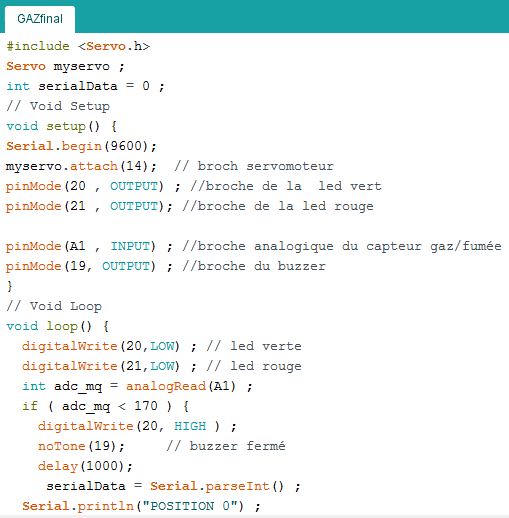 GAZfinal
#include <Servo.h>
Servo myservo ;
int serialData = 0 ;
// Void Setup
void setup() {
Serial.begin(9600);
myservo.attach(14);  // broch servomoteur
pinMode(20 , OUTPUT) ; //broche de la  led vert
pinMode(21 , OUTPUT); //broche de la led rouge
pinMode(A1 , INPUT) ; //broche analogique du capteur gaz/fumée
pinMode(19, OUTPUT) ; //broche du buzzer
}
// Void Loop
void loop() {
  digitalWrite(20,LOW) ; // led verte
  digitalWrite(21,LOW) ; // led rouge
  int adc_mq = analogRead(A1) ;
  if ( adc_mq < 170 ) {
    digitalWrite(20, HIGH ) ;
    noTone(19);     // buzzer fermé
    delay(1000);
     serialData = Serial.parseInt() ;
  Serial.println("POSITION 0") ;